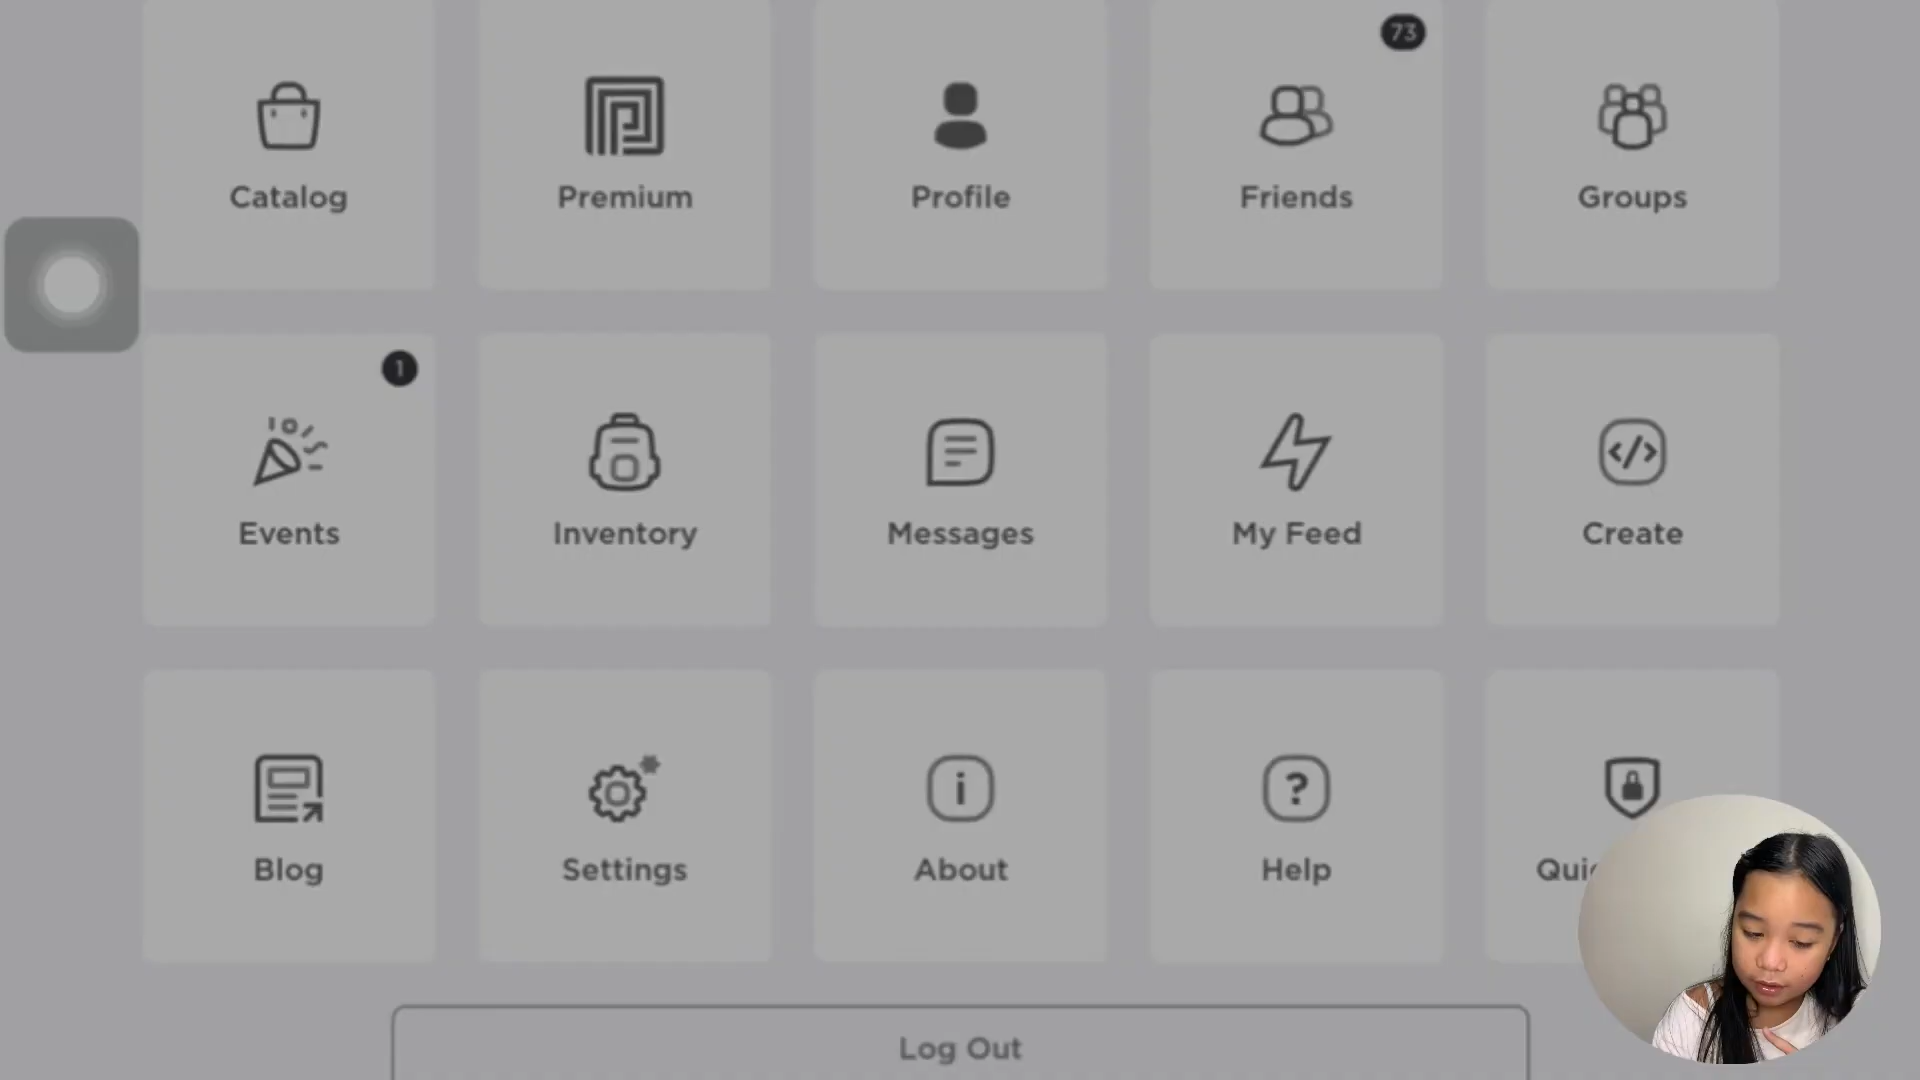 73
Catalog
Premium
Profile
Friends
Groups
1
Events
Inventory
Messages
My Feed
Create
Blog
Settings
About
Help
Log Out